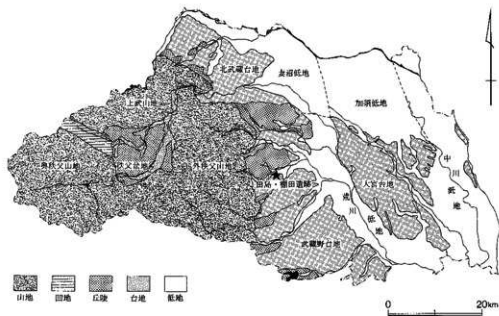 北武蔵台地
妻沼低地
加須低地
上武山地
奥秩父山地
秩父盆地
外秩父山地
大宮台地
中川低地
荒川低地
武蔵野台地
山地
丘陵
台地
低地
0
20km